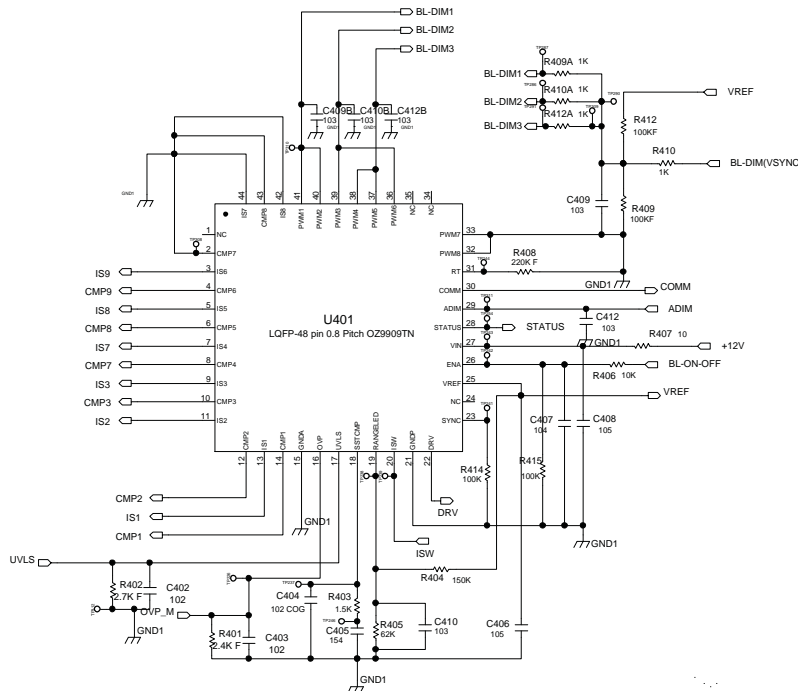 BL-DIM1
BL-DIM2
BL-DIM3
C409B
103
GND1
C410B
103
GND1
C412B
103
GND1
BL-DIM1
R409A 1K
BL-DIM2
R410A 1K
BL-DIM3
R412A 1K
VREF
R412
100KF
R410
1K
BL-DIM(VSYNC
C409
103
R409
100KF
GND1
GND1
44 43 42 41 40 39 38 37 36 35 34
IS7 CMP8 IS8 PWM1 PWM2 PWM3 PWM4 PWM5 PWM6 NC NC
1 NC
2 CMP7
IS9 3 IS6
CMP9 4 CMP6
IS8 5 IS5
CMP8 6 CMP5
IS7 7 IS4
CMP7 8 CMP4
IS3 9 IS3
CMP3 10 CMP3
IS2 11 IS2
U401
LQFP-48 pin 0.8 Pitch OZ9909TN
PWM7 33
PWM8 32
RT 31
R408
220K F
COMM 30 COMM
ADIM 29 ADIM
STATUS 28 STATUS
C412
103
GND1
VIN 27 R407 10 +12V
ENA 26 BL-ON-OFF
R406 10K
VREF 25 VREF
NC 24
SYNC 23
CMP2 IS1 CMP1 GNDA OVP UVLS SSTCMP RANGELED ISW GNDP DRV
12 13 14 15 16 17 18 19 20 21 22
C407
104
C408
105
R414
100K
R415
100K
GND1
CMP2
IS1
CMP1
GND1
DRV
ISW
UVLS
R402
2.7K F
C402
102
GND1
OVP_M
R401
2.4K F
C403
102
C404
102 COG
R403
1.5K
C405
154
R404 150K
R405
62K
C410
103
C406
105
GND1